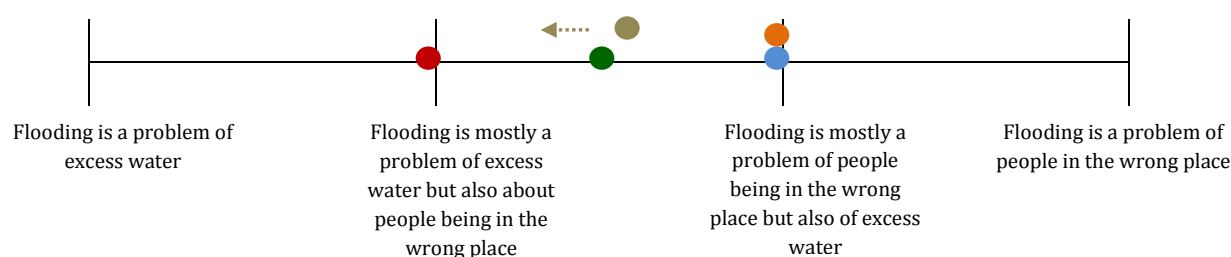 Flooding is a problem of
excess water
Flooding is mostly a
problem of excess
water but also about
people being in the
wrong place
Flooding is mostly a
problem of people
being in the wrong
place but also of excess
water
Flooding is a problem of
people in the wrong place